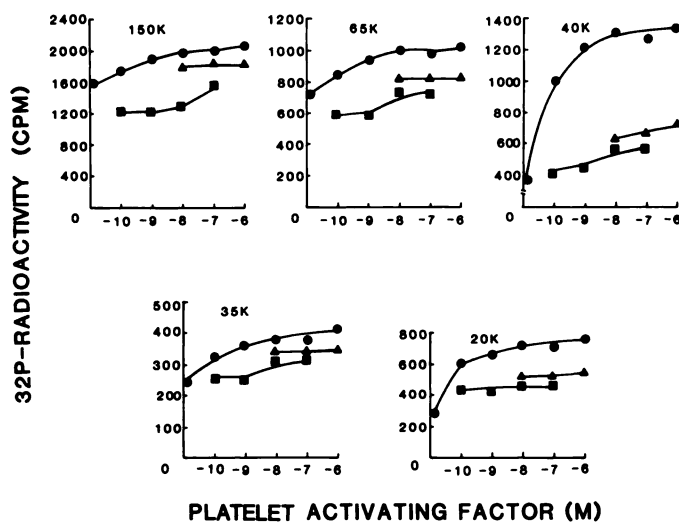 150K
2400
2000
1600
1200
800
400
0
-10 -9 -8 -7 -6
65K
1200
1000
800
600
400
200
0
-10 -9 -8 -7 -6
40K
1400
1200
1000
800
600
400
0
-10 -9 -8 -7 -6
35K
500
400
300
200
100
0
-10 -9 -8 -7 -6
20K
800
600
400
200
0
-10 -9 -8 -7 -6
32P-RADIOACTIVITY (CPM)
PLATELET ACTIVATING FACTOR (M)